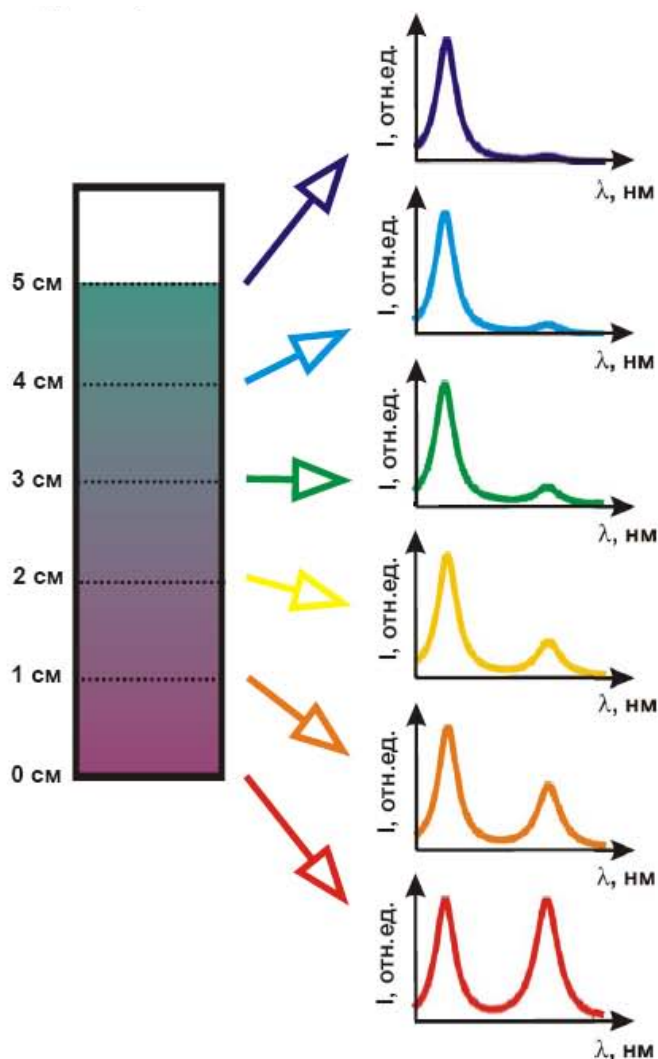 I, отн.ед.
λ, нм
I, отн.ед.
λ, нм
5 см
4 см
I, отн.ед.
λ, нм
3 см
2 см
I, отн.ед.
λ, нм
1 см
0 см
I, отн.ед.
λ, нм
I, отн.ед.
λ, нм